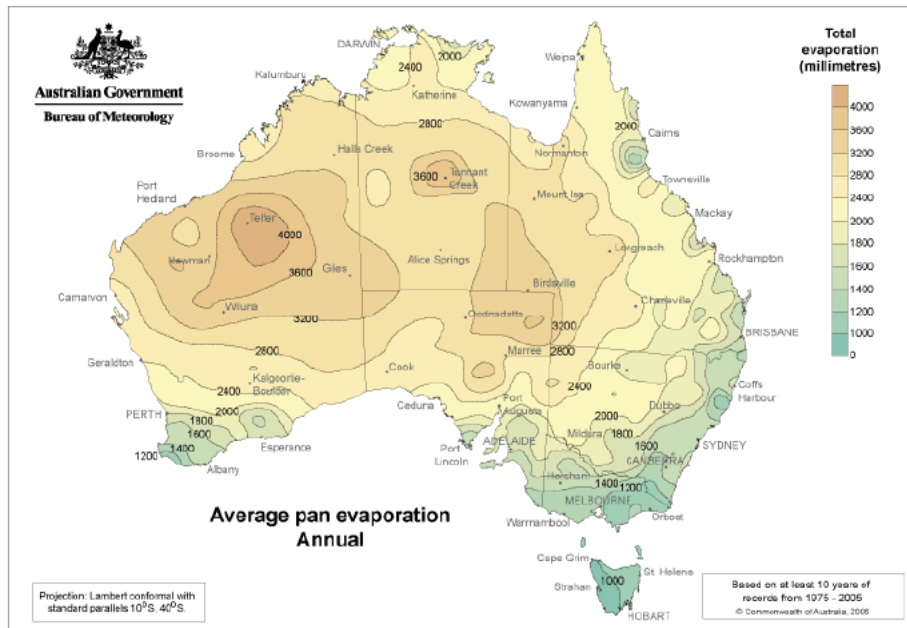 Australian Government
Bureau of Meteorology
Total
evaporation
(millimetres)
4000
3600
3200
2800
2400
2000
1800
1600
1400
1200
1000
0
DARWIN
2400
2000
Weipa
Kalumburu
Katherine
Kowanyama
2800
2000
Cairns
Broome
Halls Creek
Normanton
3600
Tennant
Creek
Townsville
Port
Hedland
Mount Isa
Mackay
Telfer
4000
Longreach
Newman
3600
Giles
Alice Springs
Rockhampton
Birdsville
Carnarvon
Wiluna
3200
Oodnadatta
3200
Charleville
BRISBANE
2800
Marree
2800
Geraldton
Cook
Bourke
Kalgoorlie-
Boulder
2400
2400
Coffs
Harbour
PERTH
2000
Ceduna
Port
Augusta
2000
Dubbo
1800
1600
Mildura
1800
1600
SYDNEY
1200
1400
Esperance
Port
Lincoln
ADELAIDE
CANBERRA
Albany
Horsham
1400
1200
MELBOURNE
Orbost
Warrnambool
Average pan evaporation
Annual
Cape Grim
St. Helens
Strahan
1000
HOBART
Projection: Lambert conformal with
standard parallels 10°S, 40°S.
Based on at least 10 years of
records from 1975 - 2005
© Commonwealth of Australia, 2006